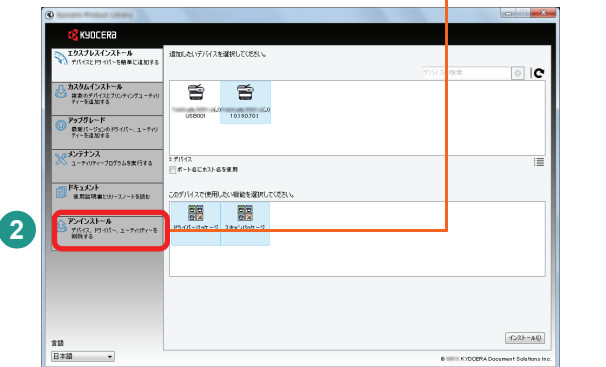 KYOCERA
エクスプレスインストール
デバイスとドライバーを簡単に追加する
カスタムインストール
複数のデバイスとプリンティングユーティリ
ティーを追加する
アップグレード
最新バージョンのドライバー、ユーティリ
ティーを追加する
メンテナンス
ユーティリティープログラムを実行する
ドキュメント
使用説明書とリリースノートを読む
2
アンインストール
デバイス、ドライバー、ユーティリティーを
削除する
言語
日本語
追加したいデバイスを選択してください。
デバイスの検索
USB001
10.180.70.1
2 デバイス
ポート名にホスト名を使用
このデバイスで使用したい機能を選択してください。
ドライバーパッケージ
スキャンパッケージ
インストール(I)
KYOCERA Document Solutions Inc.